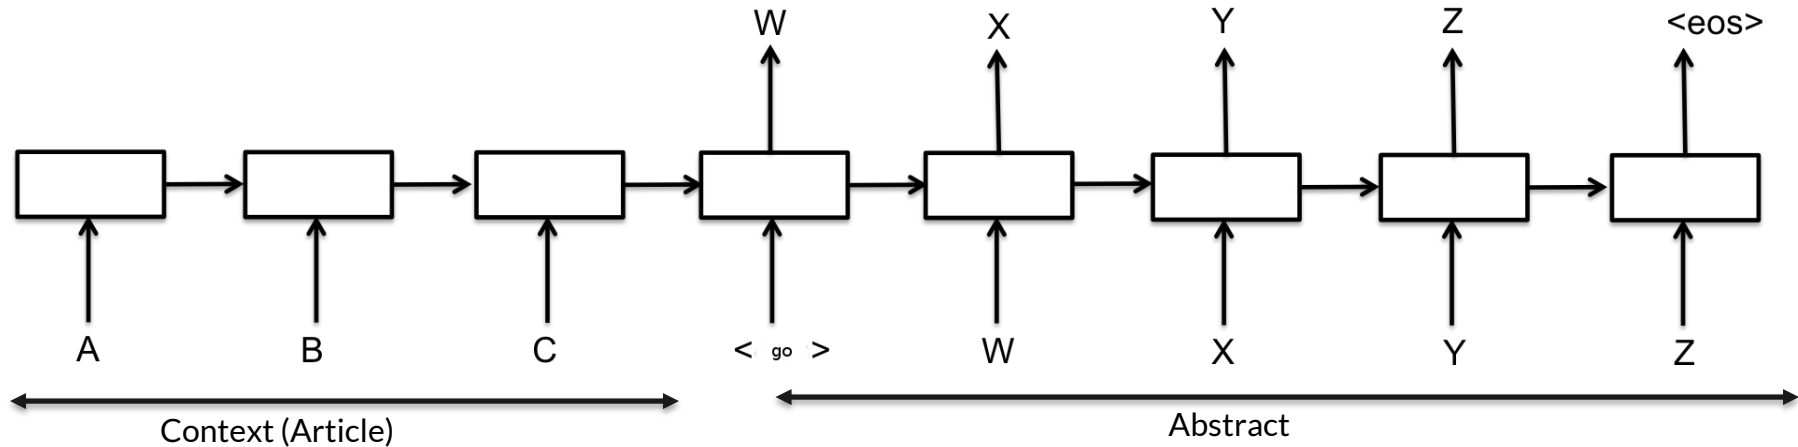 W X Y Z <eos>
A B C < go > W X Y Z
Context (Article) Abstract